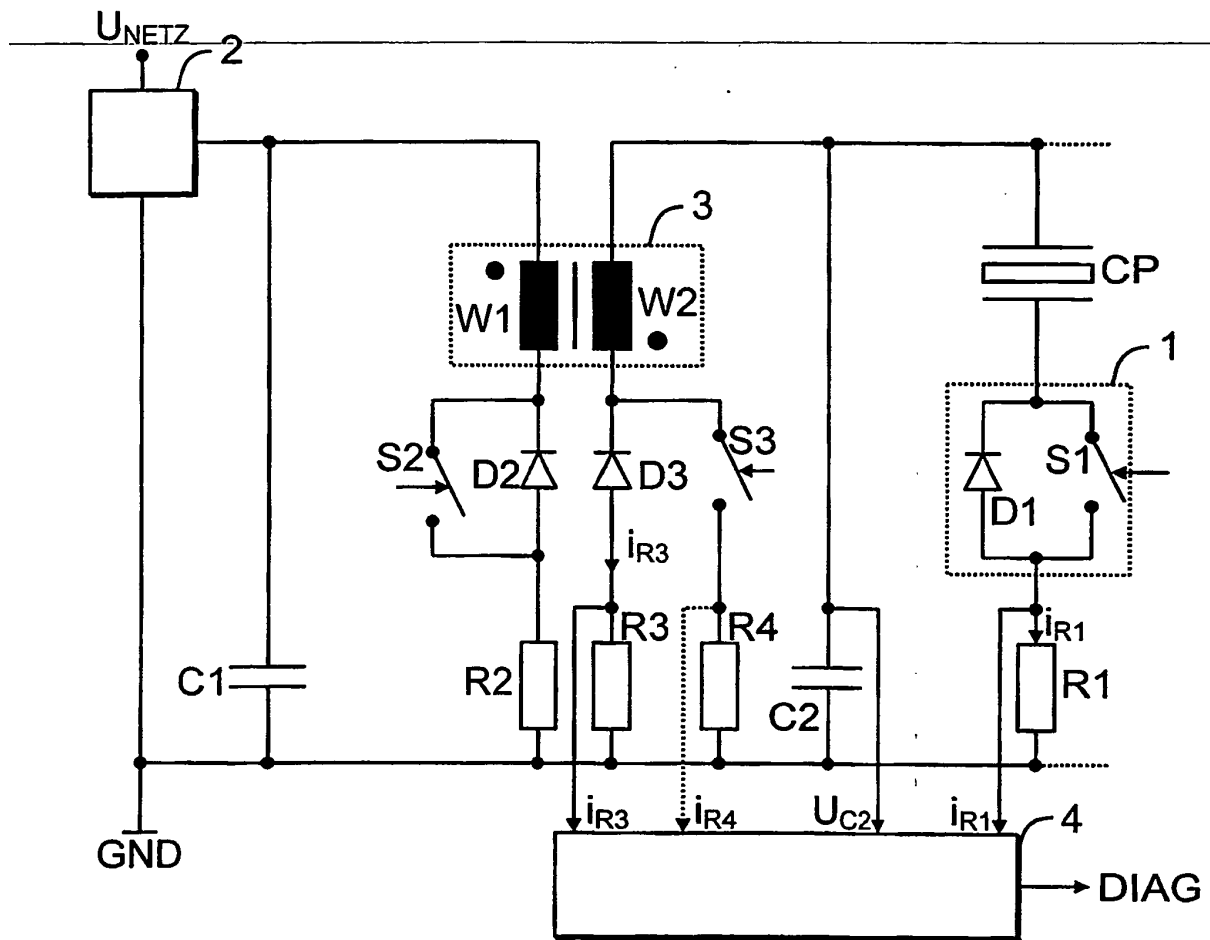 U_NETZ
2
3
CP
W1
W2
1
S2
D2
D3
S3
D1
S1
i_R3
R3
R4
i_R1
C1
R2
C2
R1
i_R3
i_R4
U_C2
i_R1
4
GND
DIAG